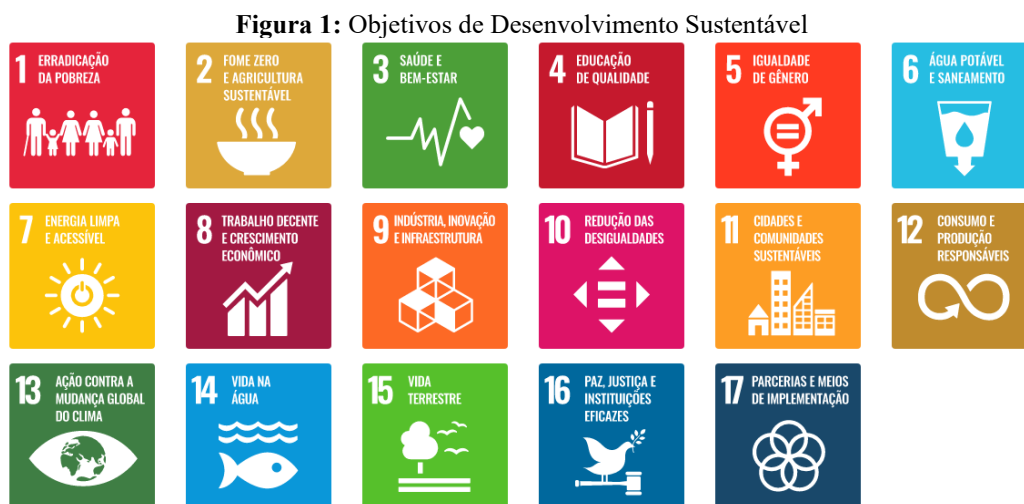 Figura 1: Objetivos de Desenvolvimento Sustentável
1 ERRADICAÇÃO
DA POBREZA
2 FOME ZERO
E AGRICULTURA
SUSTENTÁVEL
3 SAÚDE E
BEM-ESTAR
4 EDUCAÇÃO
DE QUALIDADE
5 IGUALDADE
DE GÊNERO
6 ÁGUA POTÁVEL
E SANEAMENTO
7 ENERGIA LIMPA
E ACESSÍVEL
8 TRABALHO DECENTE
E CRESCIMENTO
ECONÔMICO
9 INDÚSTRIA, INOVAÇÃO
E INFRAESTRUTURA
10 REDUÇÃO DAS
DESIGUALDADES
11 CIDADES E
COMUNIDADES
SUSTENTÁVEIS
12 CONSUMO E
PRODUÇÃO
RESPONSÁVEIS
13 AÇÃO CONTRA A
MUDANÇA GLOBAL
DO CLIMA
14 VIDA NA
ÁGUA
15 VIDA
TERRESTRE
16 PAZ, JUSTIÇA E
INSTITUIÇÕES
EFICAZES
17 PARCERIAS E MEIOS
DE IMPLEMENTAÇÃO